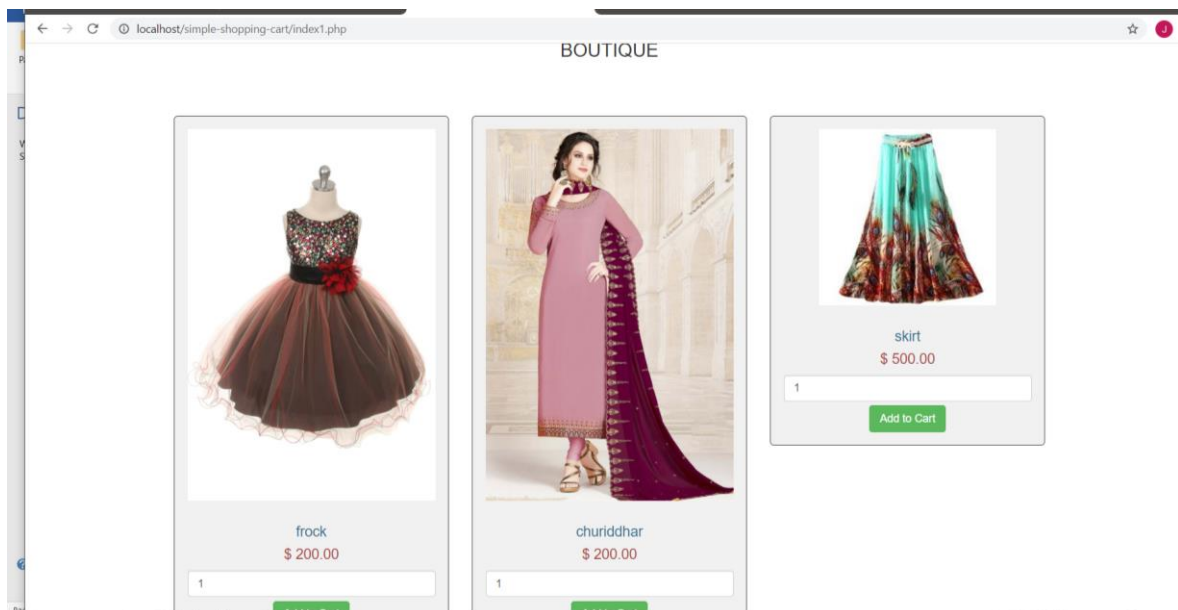 localhost/simple-shopping-cart/index1.php
J
BOUTIQUE
frock
$ 200.00
1
churiddhar
$ 200.00
1
skirt
$ 500.00
1
Add to Cart